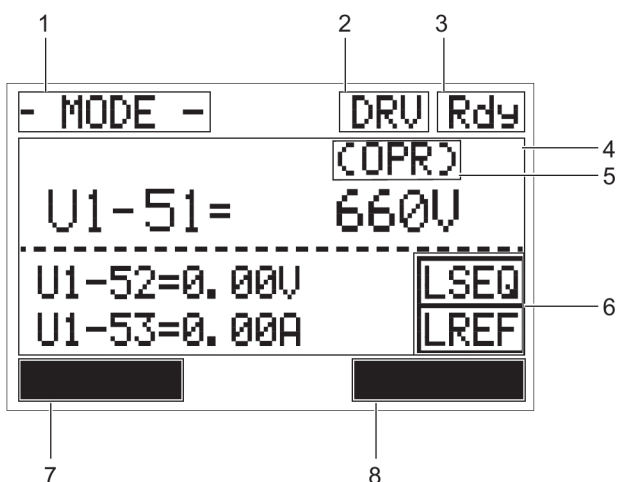 1 2 3
- MODE - DRV Rdy
4
(OPR)
5
U1-51= 660V
U1-52=0.00V LSEQ
6
U1-53=0.00A LREF
7 8